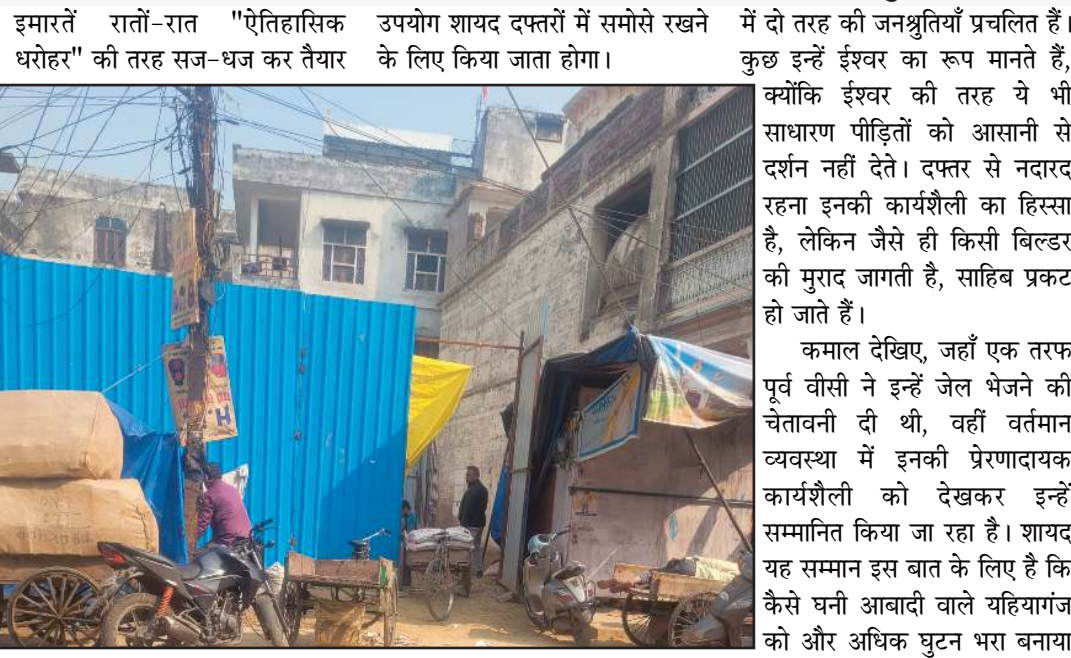 इमारतें रातों-रात "ऐतिहासिक
धरोहर" की तरह सज-धज कर तैयार
उपयोग शायद दफ्तरों में समोसे रखने
के लिए किया जाता होगा।
में दो तरह की जनश्रुतियाँ प्रचलित हैं।
कुछ इन्हें ईश्वर का रूप मानते हैं,
क्योंकि ईश्वर की तरह ये भी
साधारण पीड़ितों को आसानी से
दर्शन नहीं देते। दफ्तर से नदारद
रहना इनकी कार्यशैली का हिस्सा
है, लेकिन जैसे ही किसी बिल्डर
की मुराद जागती है, साहिब प्रकट
हो जाते हैं।
कमाल देखिए, जहाँ एक तरफ
पूर्व वीसी ने इन्हें जेल भेजने की
चेतावनी दी थी, वहीं वर्तमान
व्यवस्था में इनकी प्रेरणादायक
कार्यशैली को देखकर इन्हें
सम्मानित किया जा रहा है। शायद
यह सम्मान इस बात के लिए है कि
कैसे घनी आबादी वाले यहियागंज
को और अधिक घुटन भरा बनाया